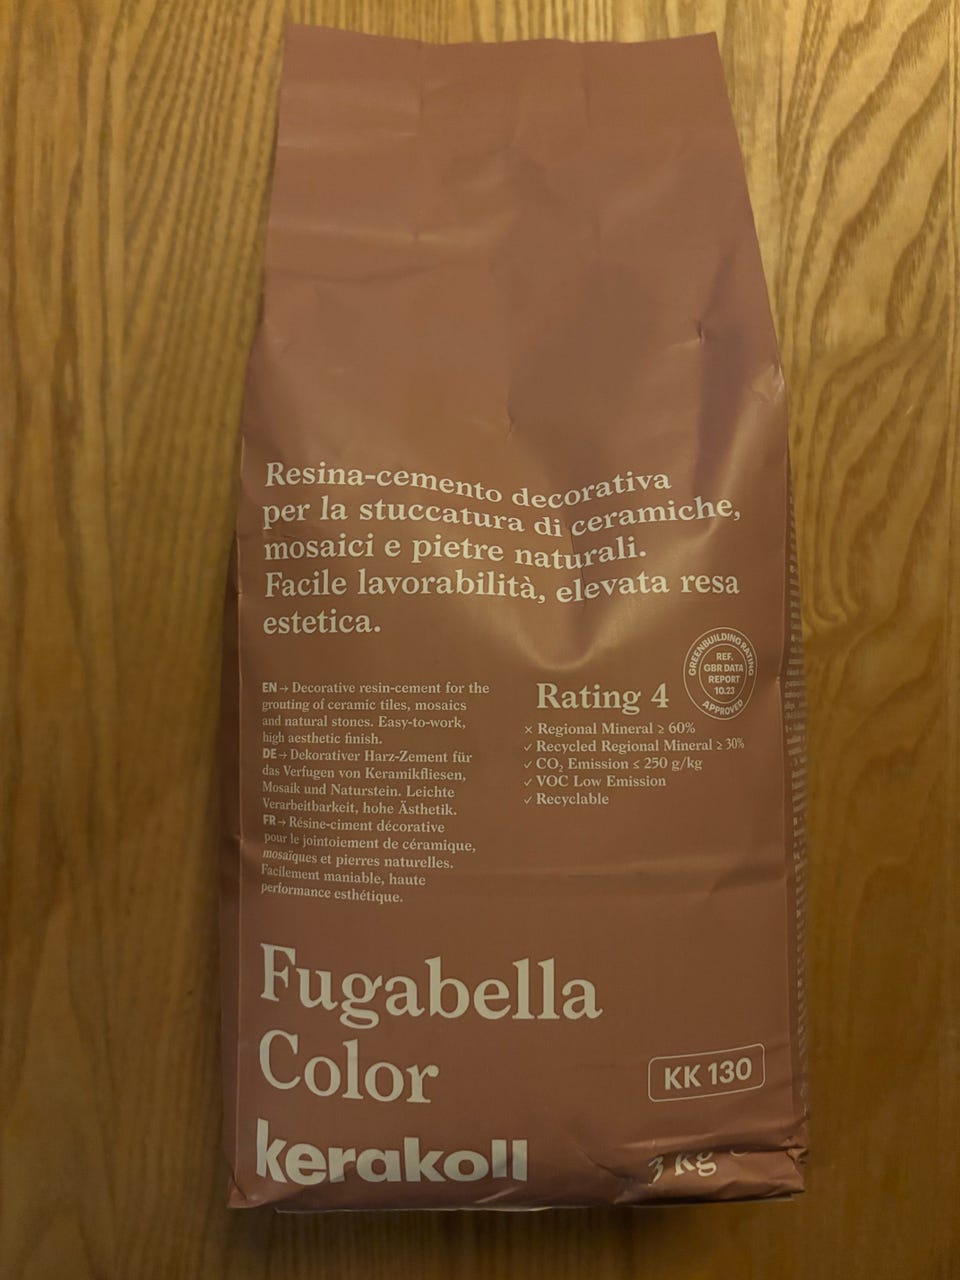 Resina-cemento decorativa
per la stuccatura di ceramiche,
mosaici e pietre naturali.
Facile lavorabilità, elevata resa
estetica.
EN → Decorative resin-cement for the
grouting of ceramic tiles, mosaics
and natural stones. Easy-to-work,
high aesthetic finish.
DE → Dekorativer Harz-Zement für
das Verfugen von Keramikfliesen,
Mosaik und Naturstein. Leichte
Verarbeitbarkeit, hohe Ästhetik.
FR → Résine-ciment décorative
pour le jointoiement de céramique,
mosaïques et pierres naturelles.
Facilement maniable, haute
performance esthétique.
GREENBUILDING RATING
REF.
GBR DATA
REPORT
10.23
APPROVED
Rating 4
× Regional Mineral ≥ 60%
✓ Recycled Regional Mineral ≥ 30%
✓ CO₂ Emission ≤ 250 g/kg
✓ VOC Low Emission
✓ Recyclable
Fugabella
Color
KK 130
kerakoll
3 kg